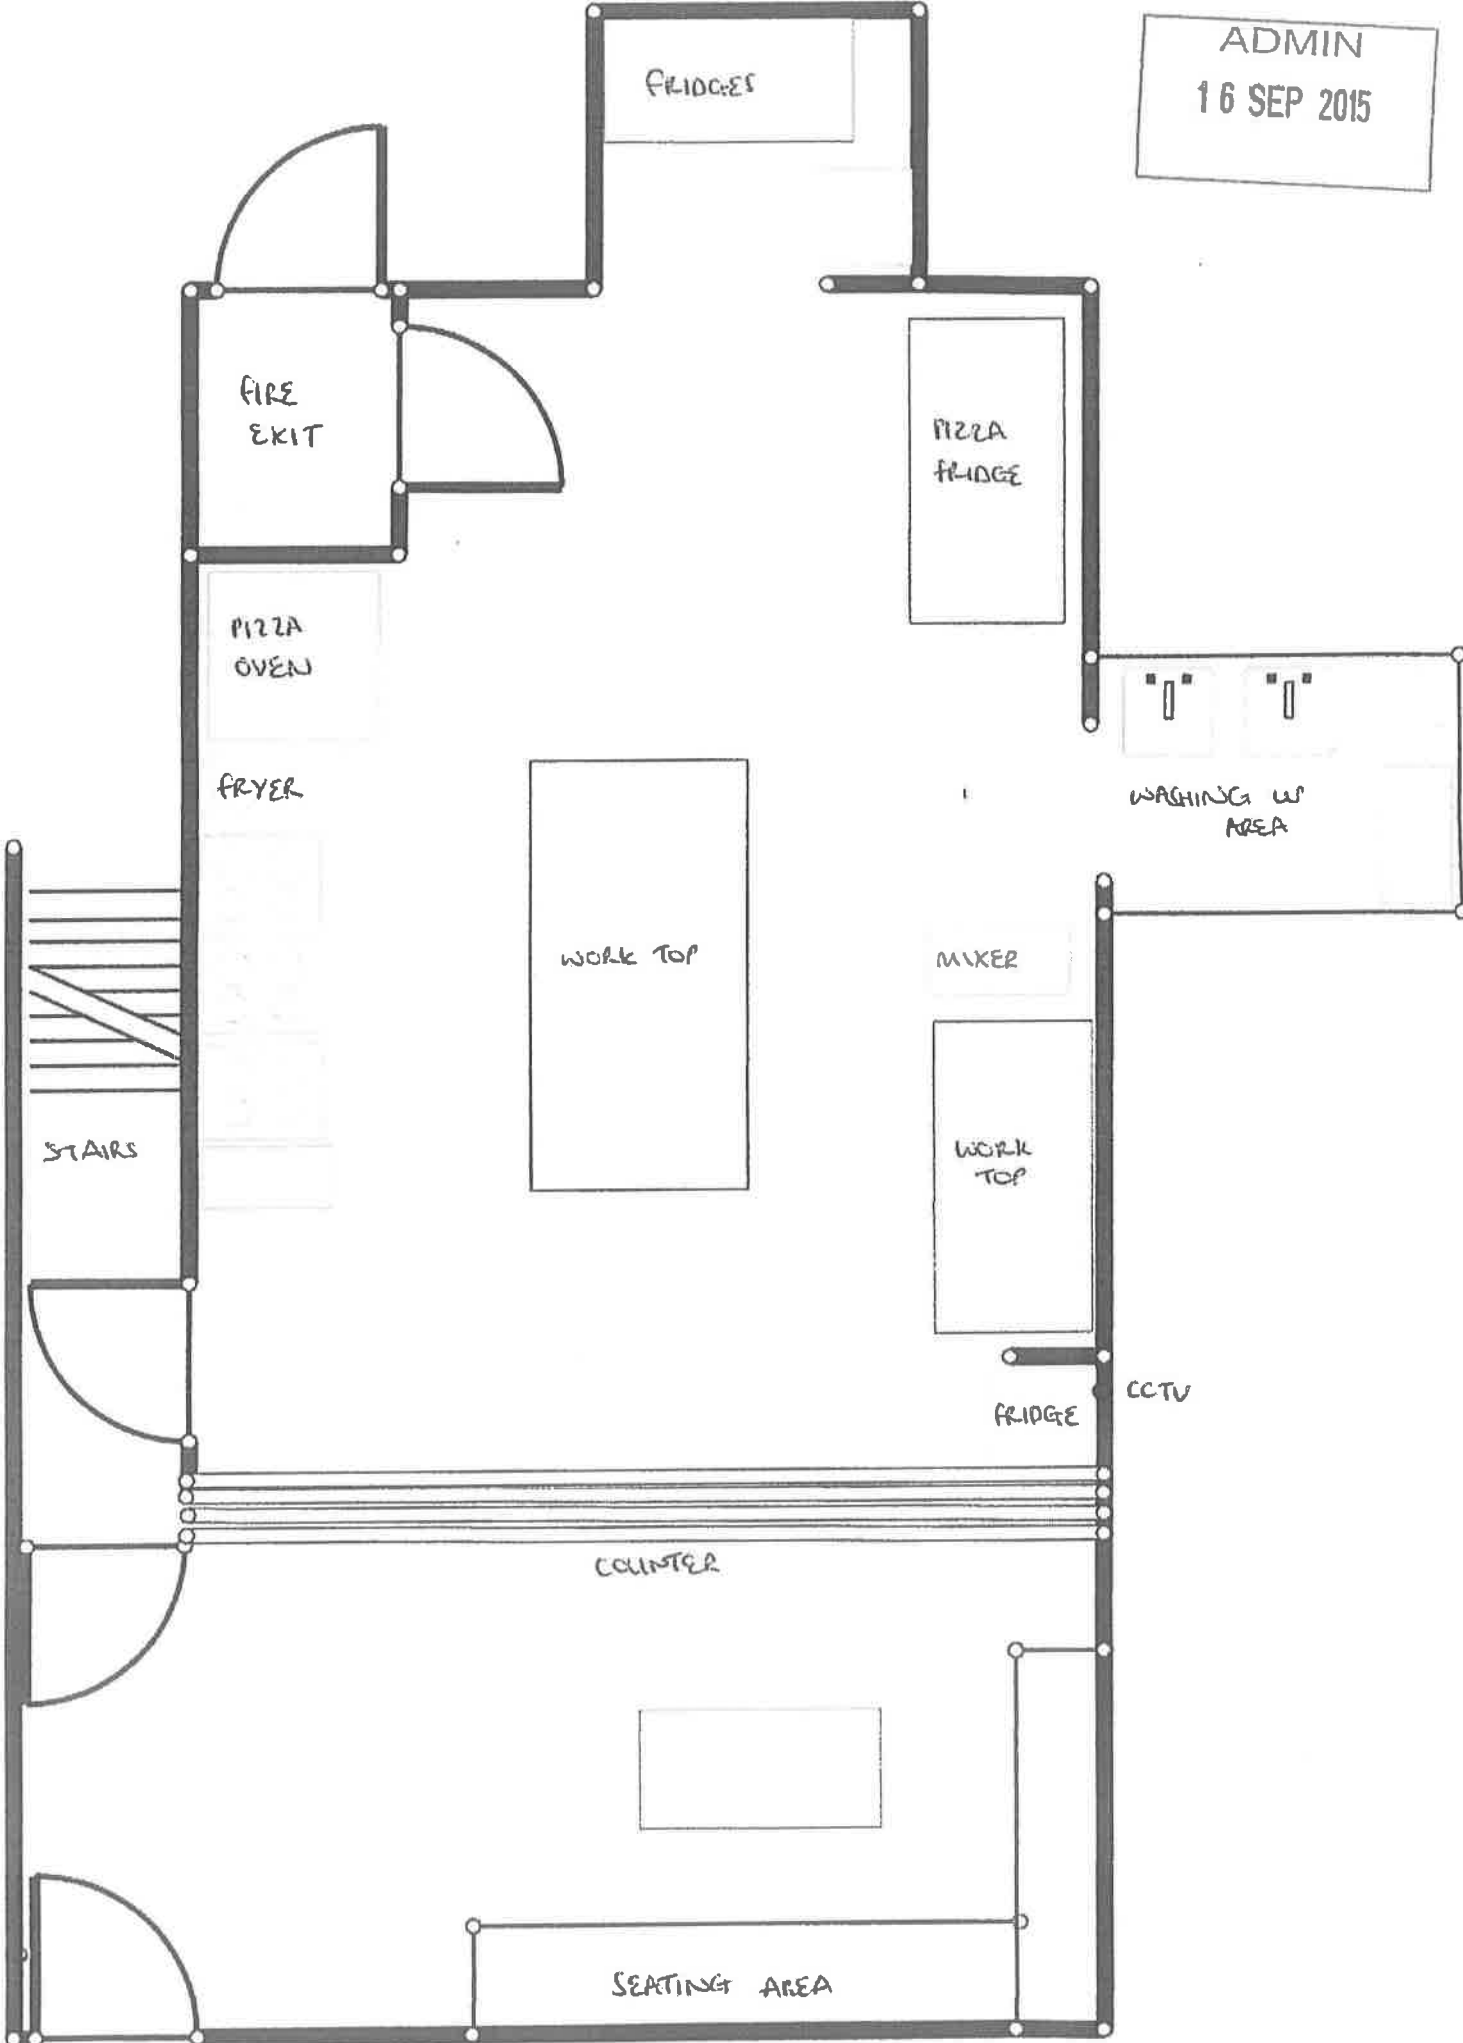 ADMIN
16 SEP 2015
FRIDGES
FIRE
EXIT
PIZZA
FRIDGE
PIZZA
OVEN
FRYER
WASHING UP
AREA
WORK TOP
MIXER
STAIRS
WORK
TOP
CCTV
FRIDGE
COUNTER
SEATING AREA